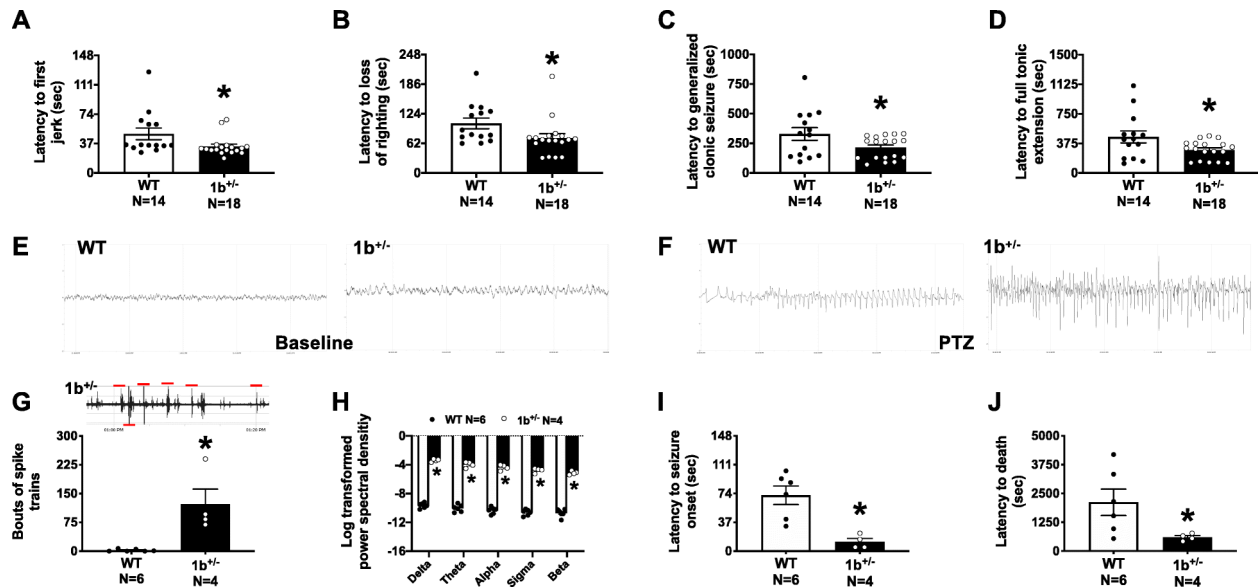 A
Latency to first
jerk (sec)
148
111
74
37
0
*
WT
N=14
1b+/-
N=18
B
Latency to loss
of righting (sec)
248
186
124
62
0
*
WT
N=14
1b+/-
N=18
C
Latency to generalized
clonic seizure (sec)
1000
750
500
250
0
*
WT
N=14
1b+/-
N=18
D
Latency to full tonic
extension (sec)
1500
1125
750
375
0
*
WT
N=14
1b+/-
N=18
E
WT
1b+/-
Baseline
F
WT
1b+/-
PTZ
G
1b+/-
01:00 PM
Bouts of spike
trains
300
225
150
75
0
*
WT
N=6
1b+/-
N=4
H
WT N=6
1b+/- N=4
Log transformed
power spectral densitiy
0
-4
-8
-12
-16
* * * * *
Delta
Theta
Alpha
Sigma
Beta
I
Latency to seizure
onset (sec)
148
111
74
37
0
*
WT
N=6
1b+/-
N=4
J
Latency to death
(sec)
5000
3750
2500
1250
0
*
WT
N=6
1b+/-
N=4